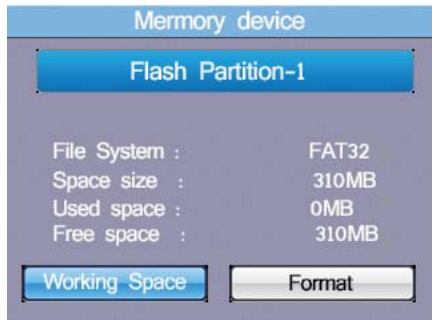 Mermory device
Flash Partition-1
File System : FAT32
Space size : 310MB
Used space : 0MB
Free space : 310MB
Working Space Format